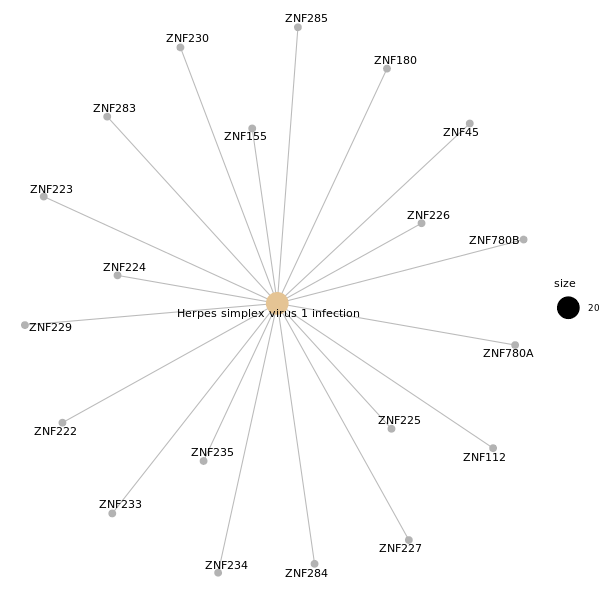 ZNF285
ZNF230
ZNF180
ZNF283
ZNF45
ZNF155
ZNF223
ZNF226
ZNF780B
ZNF224
size
20
Herpes simplex virus 1 infection
ZNF229
ZNF780A
ZNF225
ZNF222
ZNF235
ZNF112
ZNF233
ZNF227
ZNF234
ZNF284